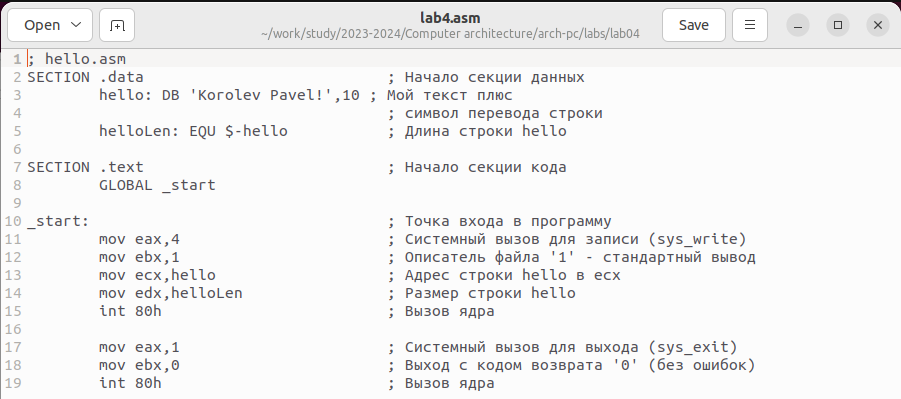 Open
lab4.asm
~/work/study/2023-2024/Computer architecture/arch-pc/labs/lab04
Save
1 ; hello.asm
2 SECTION .data ; Начало секции данных
3 hello: DB 'Korolev Pavel!',10 ; Мой текст плюс
4 ; символ перевода строки
5 helloLen: EQU $-hello ; Длина строки hello
6
7 SECTION .text ; Начало секции кода
8 GLOBAL _start
9
10 _start: ; Точка входа в программу
11 mov eax,4 ; Системный вызов для записи (sys_write)
12 mov ebx,1 ; Описатель файла '1' - стандартный вывод
13 mov ecx,hello ; Адрес строки hello в ecx
14 mov edx,helloLen ; Размер строки hello
15 int 80h ; Вызов ядра
16
17 mov eax,1 ; Системный вызов для выхода (sys_exit)
18 mov ebx,0 ; Выход с кодом возврата '0' (без ошибок)
19 int 80h ; Вызов ядра